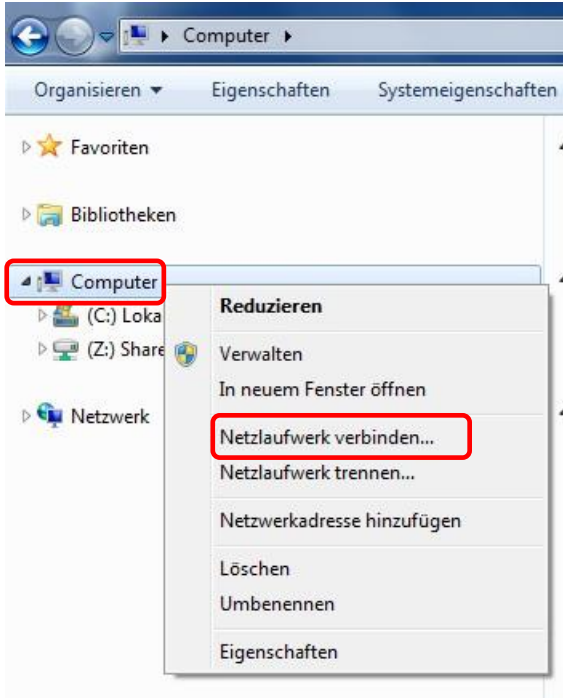 Computer
Organisieren Eigenschaften Systemeigenschaften
Favoriten
Bibliotheken
Computer
(C:) Loka
(Z:) Share
Netzwerk
Reduzieren
Verwalten
In neuem Fenster öffnen
Netzlaufwerk verbinden...
Netzlaufwerk trennen...
Netzwerkadresse hinzufügen
Löschen
Umbenennen
Eigenschaften